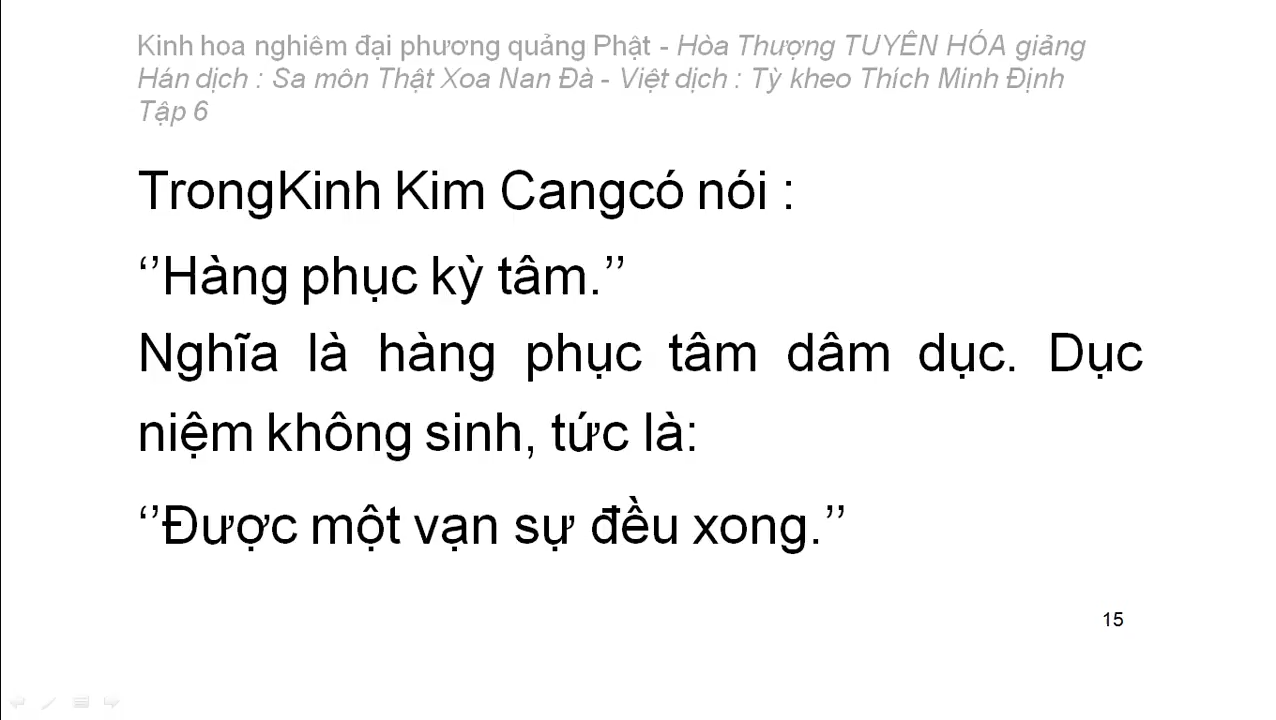 Kinh hoa nghiêm đại phương quảng Phật - Hòa Thượng TUYÊN HÓA giảng
Hán dịch : Sa môn Thật Xoa Nan Đà - Việt dịch : Tỳ kheo Thích Minh Định
Tập 6
TrongKinh Kim Cangcó nói :
‘’Hàng phục kỳ tâm.’’
Nghĩa là hàng phục tâm dâm dục. Dục
niệm không sinh, tức là:
‘’Được một vạn sự đều xong.’’
15